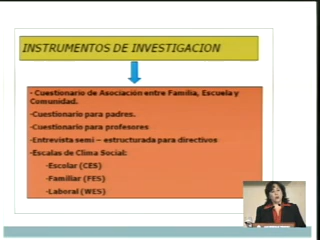 INSTRUMENTOS DE INVESTIGACION
- Cuestionario de Asociación entre Familia, Escuela y
Comunidad.
-Cuestionario para padres.
-Cuestionario para profesores
-Entrevista semi – estructurada para directivos
-Escalas de Clima Social:
-Escolar (CES)
-Familiar (FES)
-Laboral (WES)